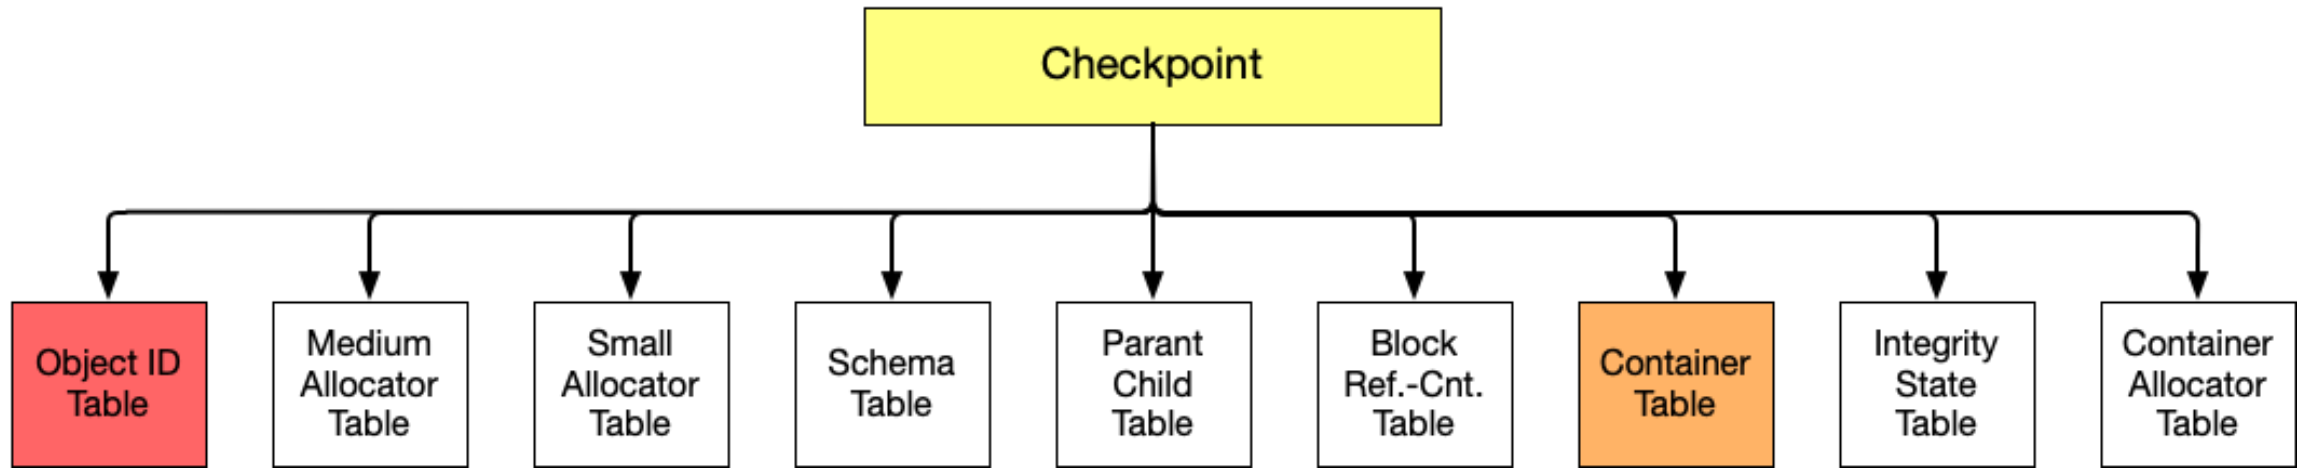 Checkpoint
Object ID
Table
Medium
Allocator
Table
Small
Allocator
Table
Schema
Table
Parant
Child
Table
Block
Ref.-Cnt.
Table
Container
Table
Integrity
State
Table
Container
Allocator
Table